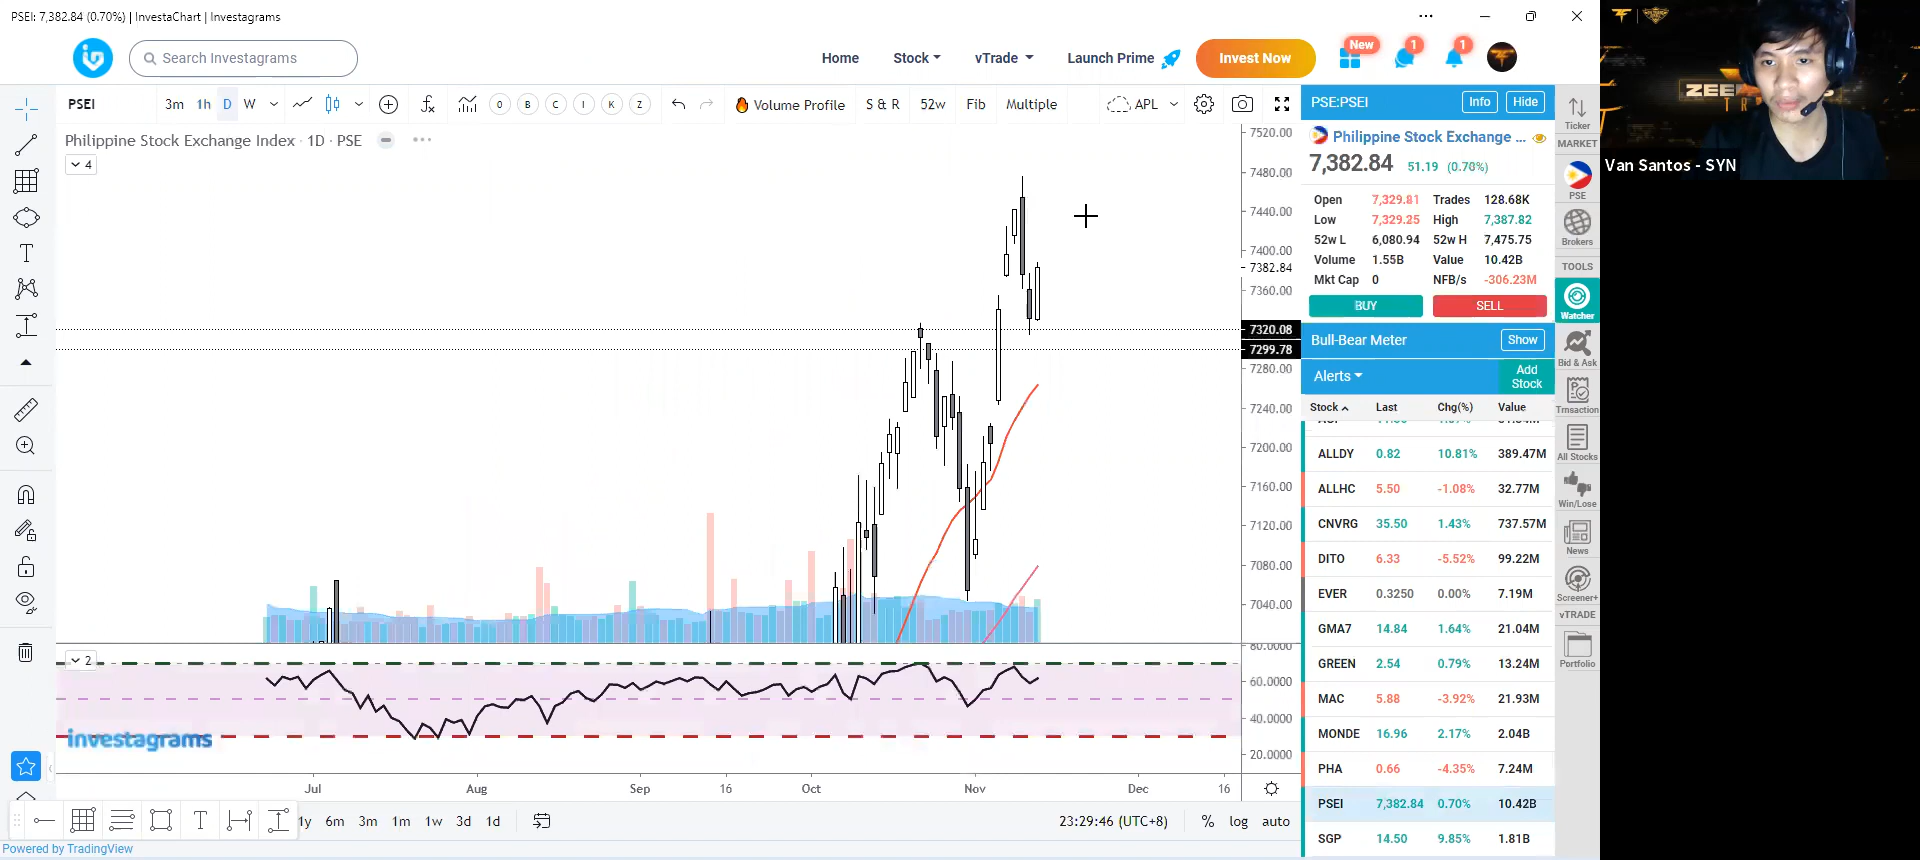 PSEI: 7,382.84 (0.70%) | InvestaChart | Investagrams
Search Investagrams
Home
Stock
vTrade
Launch Prime
Invest Now
New
1
1
PSEI
3m 1h D W
O B C I K Z
Volume Profile
S & R
52w
Fib
Multiple
APL
Philippine Stock Exchange Index · 1D · PSE
4
7520.00
7480.00
7440.00
7400.00
7382.84
7360.00
7320.08
7299.78
7280.00
7240.00
7200.00
7160.00
7120.00
7080.00
7040.00
2
80.0000
60.0000
40.0000
20.0000
investagrams
Jul Aug Sep 16 Oct Nov Dec 16
1y 6m 3m 1m 1w 3d 1d
23:29:46 (UTC+8)
% log auto
Powered by TradingView
PSE:PSEI
Info
Hide
Philippine Stock Exchange ...
7,382.84 51.19 (0.70%)
Open 7,329.81 Trades 128.68K
Low 7,329.25 High 7,387.82
52w L 6,080.94 52w H 7,475.75
Volume 1.55B Value 10.42B
Mkt Cap 0 NFB/s -306.23M
BUY
SELL
Bull-Bear Meter
Show
Alerts
Add
Stock
Stock Last Chg(%) Value
ALLDY 0.82 10.81% 389.47M
ALLHC 5.50 -1.08% 32.77M
CNVRG 35.50 1.43% 737.57M
DITO 6.33 -5.52% 99.22M
EVER 0.3250 0.00% 7.19M
GMA7 14.84 1.64% 21.04M
GREEN 2.54 0.79% 13.24M
MAC 5.88 -3.92% 21.93M
MONDE 16.96 2.17% 2.04B
PHA 0.66 -4.35% 7.24M
PSEI 7,382.84 0.70% 10.42B
SGP 14.50 9.85% 1.81B
Ticker
MARKET
PSE
Brokers
TOOLS
Watcher
Bid & Ask
Trnsaction
All Stocks
Win/Lose
News
Screener+
vTRADE
Portfolio
Van Santos - SYN